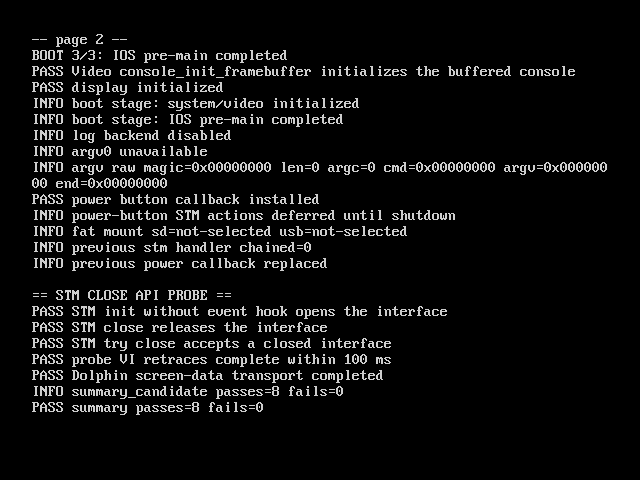 -- page 2 --
BOOT 3/3: IOS pre-main completed
PASS Video console_init_framebuffer initializes the buffered console
PASS display initialized
INFO boot stage: system/video initialized
INFO boot stage: IOS pre-main completed
INFO log backend disabled
INFO argv0 unavailable
INFO argv raw magic=0x00000000 len=0 argc=0 cmd=0x00000000 argv=0x000000
00 end=0x00000000
PASS power button callback installed
INFO power-button STM actions deferred until shutdown
INFO fat mount sd=not-selected usb=not-selected
INFO previous stm handler chained=0
INFO previous power callback replaced
== STM CLOSE API PROBE ==
PASS STM init without event hook opens the interface
PASS STM close releases the interface
PASS STM try close accepts a closed interface
PASS probe VI retraces complete within 100 ms
PASS Dolphin screen-data transport completed
INFO summary_candidate passes=8 fails=0
PASS summary passes=8 fails=0